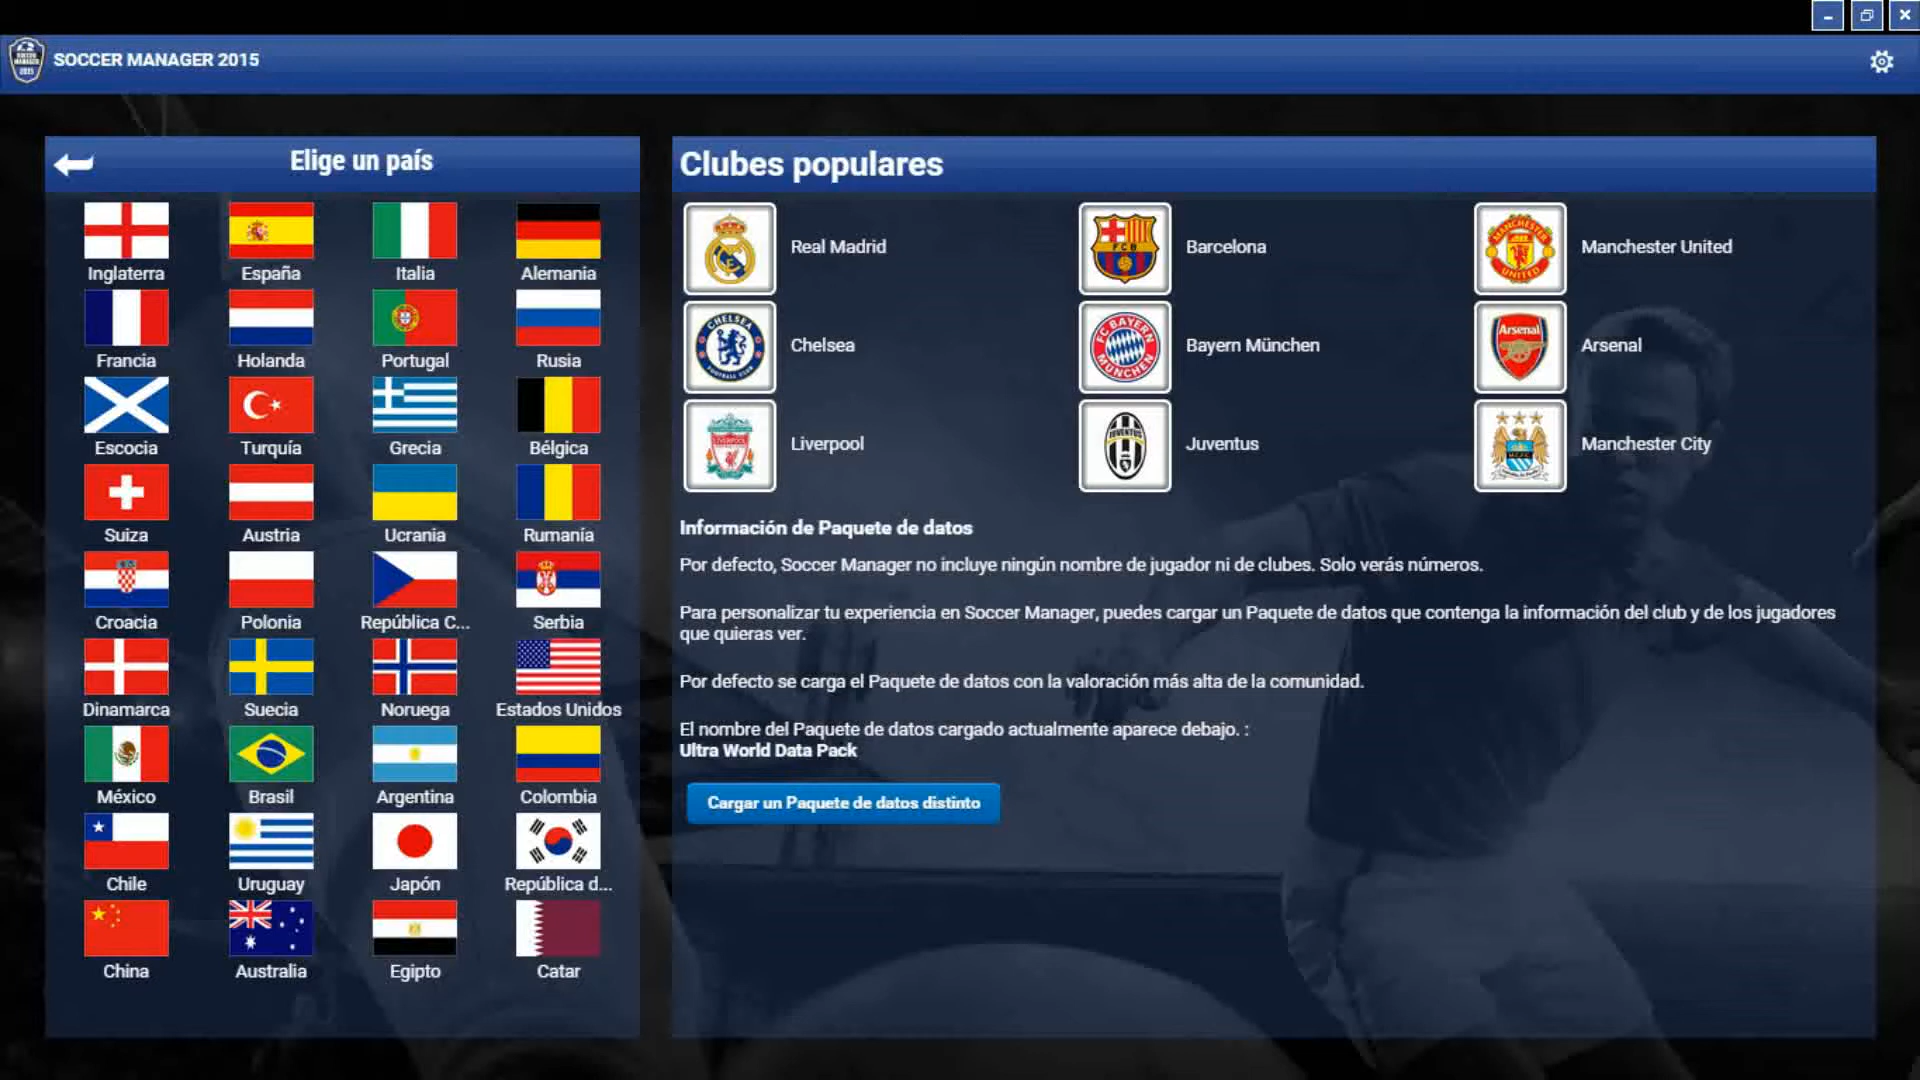 SOCCER MANAGER 2015
Elige un país
Inglaterra España Italia Alemania
Francia Holanda Portugal Rusia
Escocia Turquía Grecia Bélgica
Suiza Austria Ucrania Rumanía
Croacia Polonia República C... Serbia
Dinamarca Suecia Noruega Estados Unidos
México Brasil Argentina Colombia
Chile Uruguay Japón República d...
China Australia Egipto Catar
Clubes populares
Real Madrid Barcelona Manchester United
Chelsea Bayern München Arsenal
Liverpool Juventus Manchester City
Información de Paquete de datos
Por defecto, Soccer Manager no incluye ningún nombre de jugador ni de clubes. Solo verás números.
Para personalizar tu experiencia en Soccer Manager, puedes cargar un Paquete de datos que contenga la información del club y de los jugadores
que quieras ver.
Por defecto se carga el Paquete de datos con la valoración más alta de la comunidad.
El nombre del Paquete de datos cargado actualmente aparece debajo. :
Ultra World Data Pack
Cargar un Paquete de datos distinto